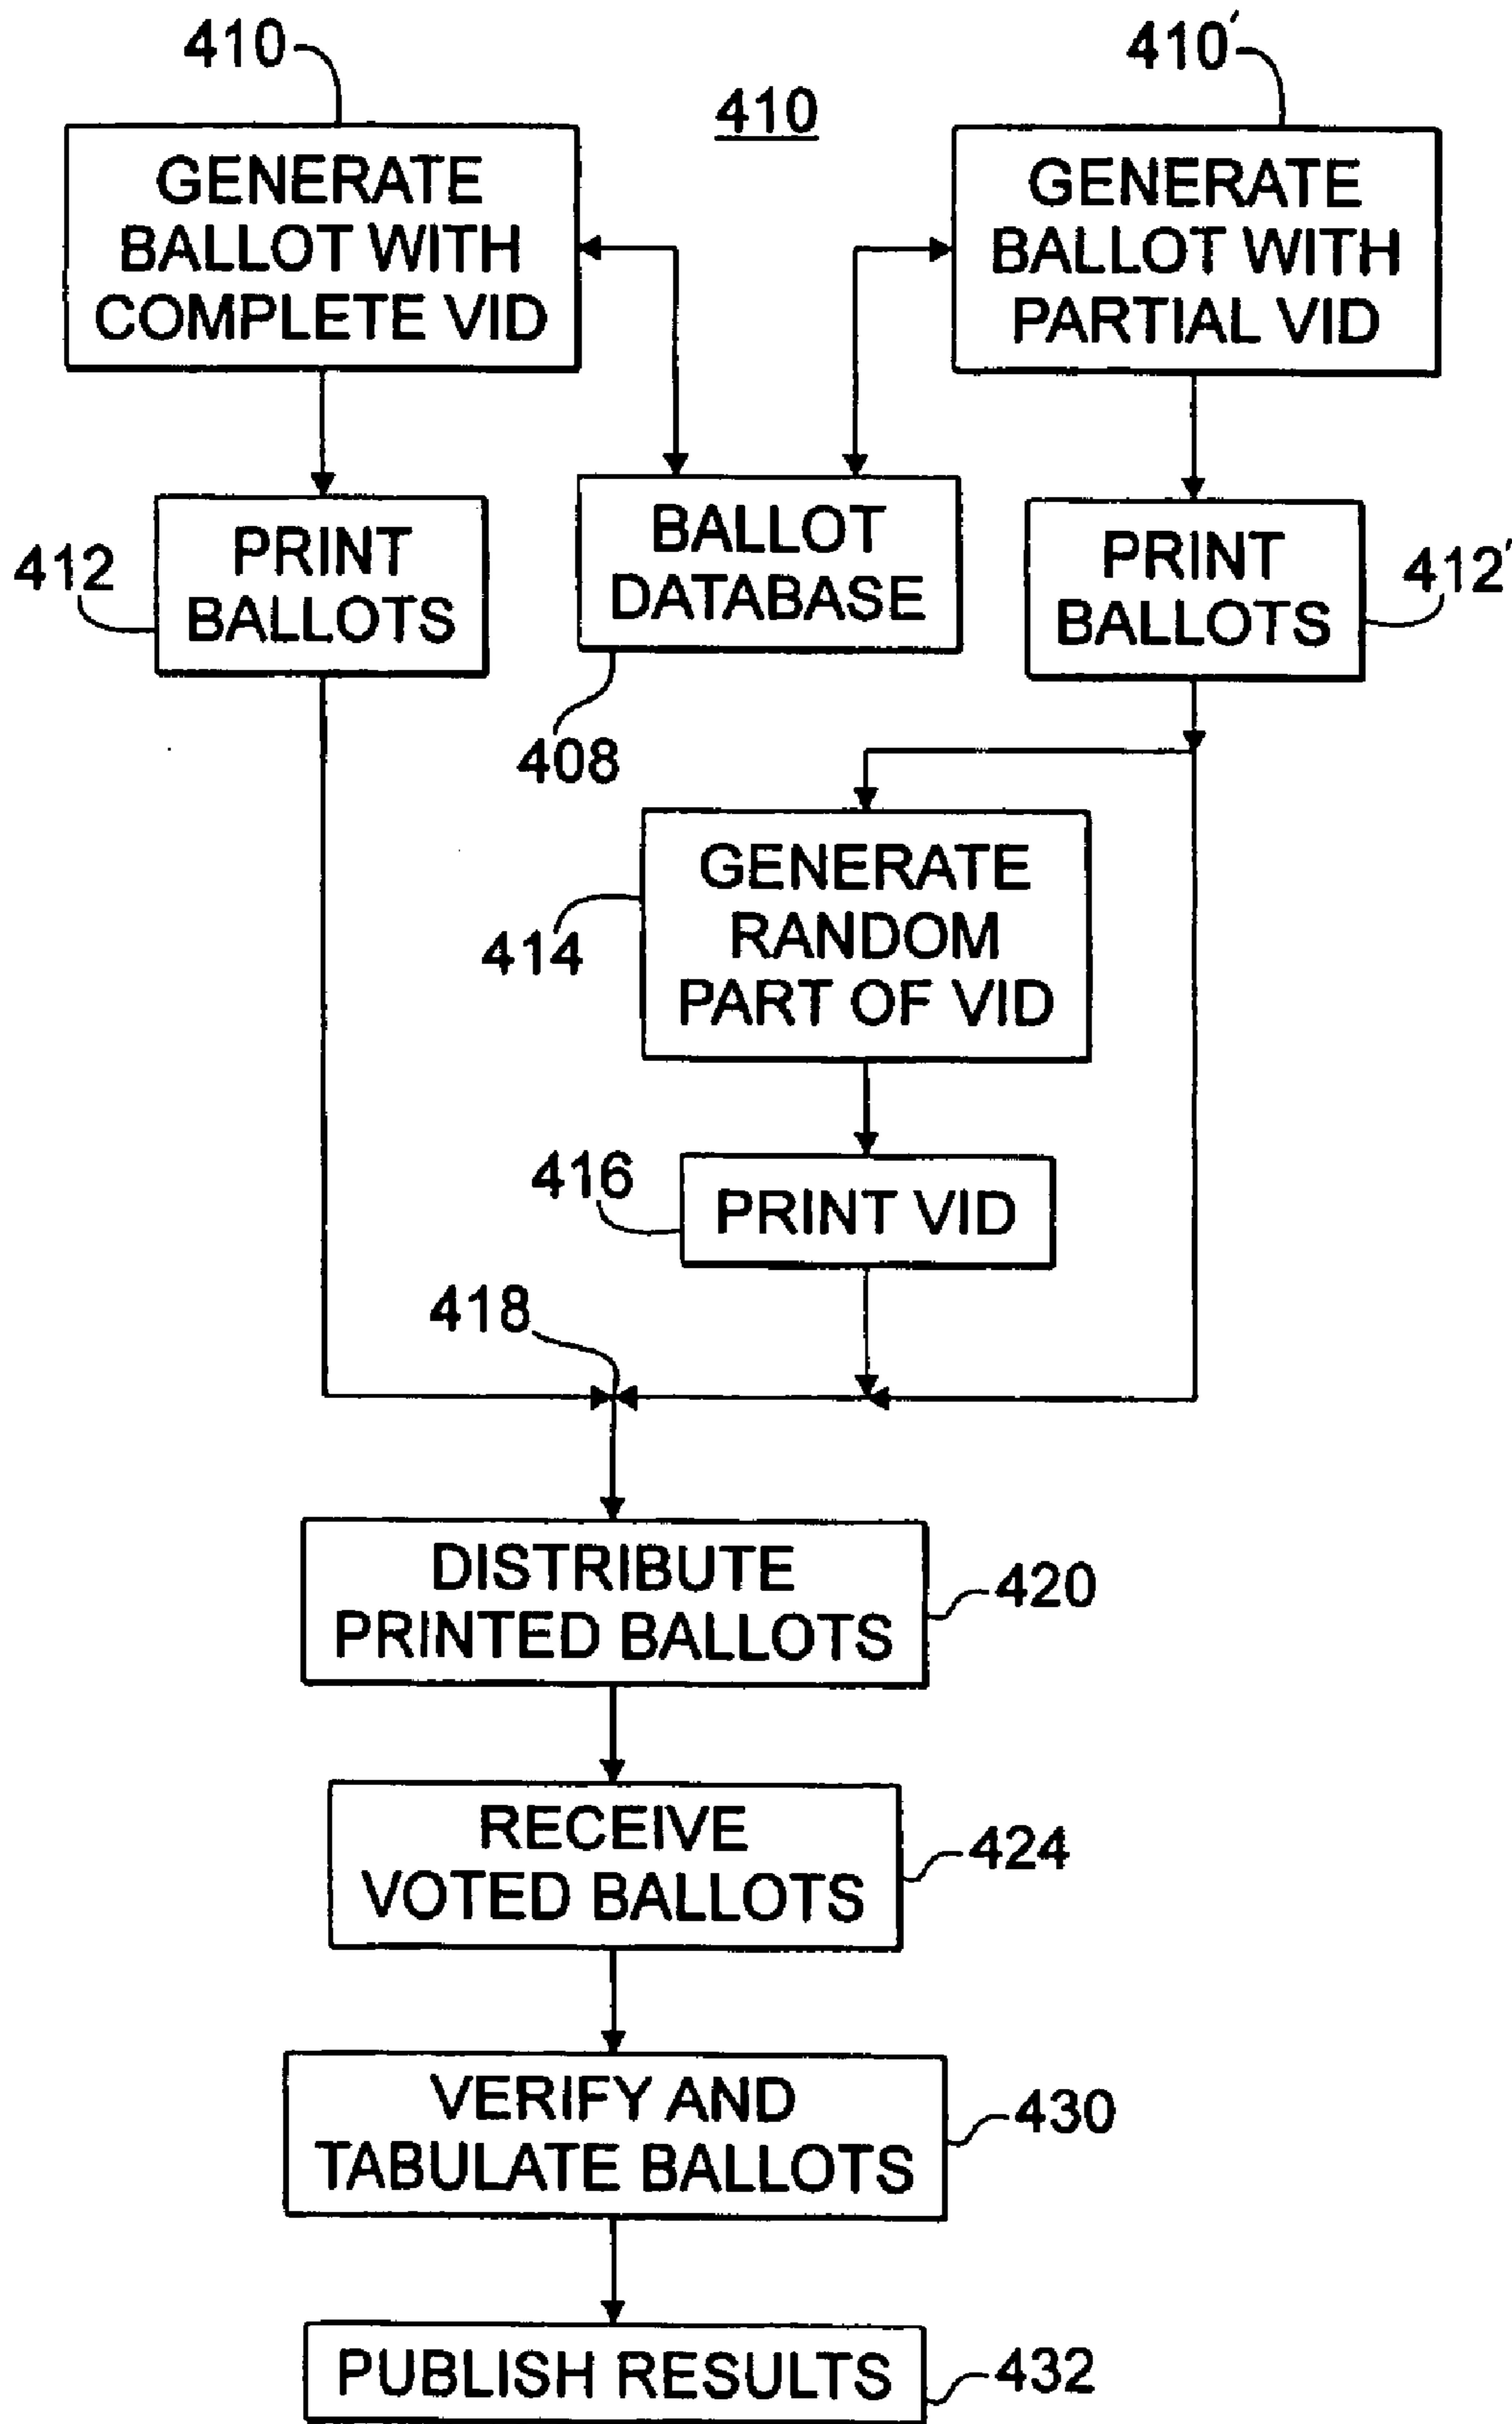 410
410'
410
GENERATE
BALLOT WITH
COMPLETE VID
GENERATE
BALLOT WITH
PARTIAL VID
412
PRINT
BALLOTS
BALLOT
DATABASE
PRINT
BALLOTS
412'
408
GENERATE
RANDOM
PART OF VID
414
416
PRINT VID
418
DISTRIBUTE
PRINTED BALLOTS
420
RECEIVE
VOTED BALLOTS
424
VERIFY AND
TABULATE BALLOTS
430
PUBLISH RESULTS
432